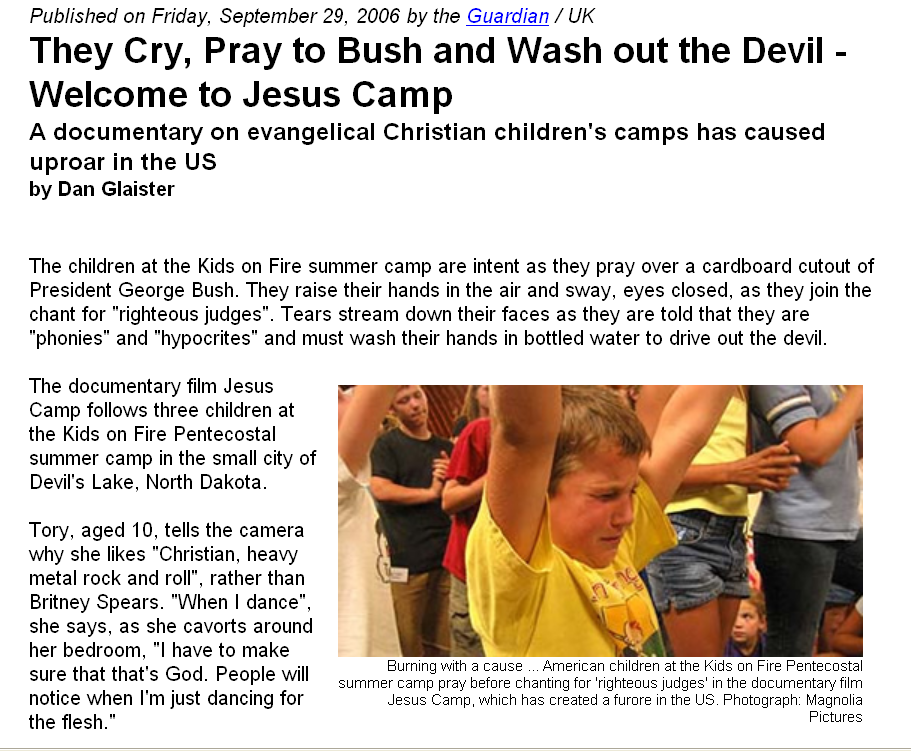 Published on Friday, September 29, 2006 by the Guardian / UK
They Cry, Pray to Bush and Wash out the Devil -
Welcome to Jesus Camp
A documentary on evangelical Christian children's camps has caused
uproar in the US
by Dan Glaister
The children at the Kids on Fire summer camp are intent as they pray over a cardboard cutout of
President George Bush. They raise their hands in the air and sway, eyes closed, as they join the
chant for "righteous judges". Tears stream down their faces as they are told that they are
"phonies" and "hypocrites" and must wash their hands in bottled water to drive out the devil.
The documentary film Jesus
Camp follows three children at
the Kids on Fire Pentecostal
summer camp in the small city of
Devil's Lake, North Dakota.
Tory, aged 10, tells the camera
why she likes "Christian, heavy
metal rock and roll", rather than
Britney Spears. "When I dance",
she says, as she cavorts around
her bedroom, "I have to make
sure that that's God. People will
notice when I'm just dancing for
the flesh."
Burning with a cause ... American children at the Kids on Fire Pentecostal
summer camp pray before chanting for 'righteous judges' in the documentary film
Jesus Camp, which has created a furore in the US. Photograph: Magnolia
Pictures